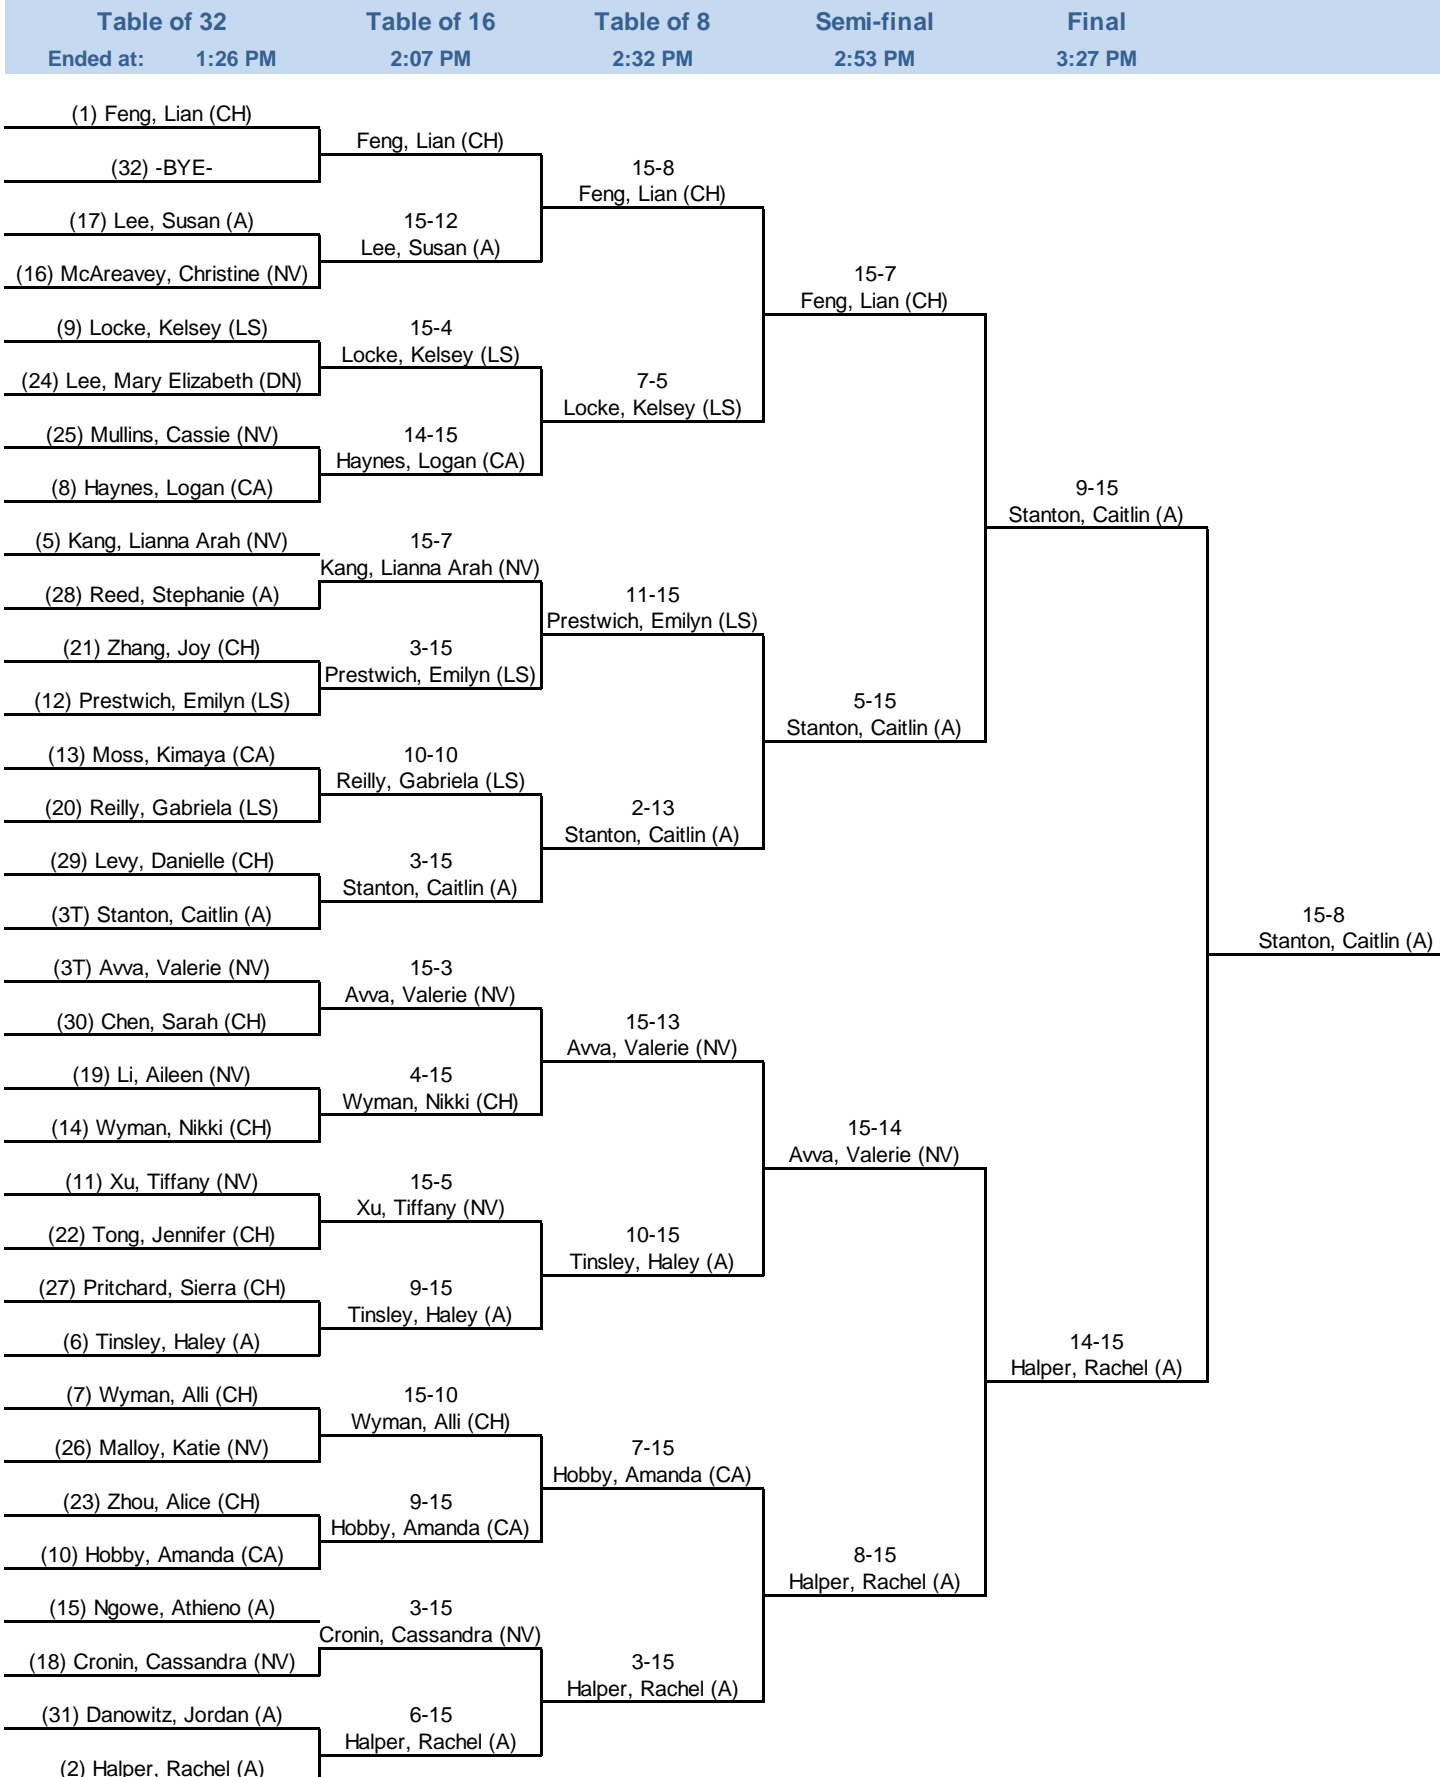 Table of 32 Table of 16 Table of 8 Semi-final Final
Ended at: 1:26 PM 2:07 PM 2:32 PM 2:53 PM 3:27 PM
(1) Feng, Lian (CH)
Feng, Lian (CH)
(32) -BYE-
15-8
Feng, Lian (CH)
(17) Lee, Susan (A)
15-12
Lee, Susan (A)
(16) McAreavey, Christine (NV)
15-7
Feng, Lian (CH)
(9) Locke, Kelsey (LS)
15-4
Locke, Kelsey (LS)
(24) Lee, Mary Elizabeth (DN)
7-5
Locke, Kelsey (LS)
(25) Mullins, Cassie (NV)
14-15
Haynes, Logan (CA)
(8) Haynes, Logan (CA)
9-15
Stanton, Caitlin (A)
(5) Kang, Lianna Arah (NV)
15-7
Kang, Lianna Arah (NV)
(28) Reed, Stephanie (A)
11-15
Prestwich, Emilyn (LS)
(21) Zhang, Joy (CH)
3-15
Prestwich, Emilyn (LS)
(12) Prestwich, Emilyn (LS)
5-15
Stanton, Caitlin (A)
(13) Moss, Kimaya (CA)
10-10
Reilly, Gabriela (LS)
(20) Reilly, Gabriela (LS)
2-13
Stanton, Caitlin (A)
(29) Levy, Danielle (CH)
3-15
Stanton, Caitlin (A)
(3T) Stanton, Caitlin (A)
15-8
Stanton, Caitlin (A)
(3T) Avva, Valerie (NV)
15-3
Avva, Valerie (NV)
(30) Chen, Sarah (CH)
15-13
Avva, Valerie (NV)
(19) Li, Aileen (NV)
4-15
Wyman, Nikki (CH)
(14) Wyman, Nikki (CH)
15-14
Avva, Valerie (NV)
(11) Xu, Tiffany (NV)
15-5
Xu, Tiffany (NV)
(22) Tong, Jennifer (CH)
10-15
Tinsley, Haley (A)
(27) Pritchard, Sierra (CH)
9-15
Tinsley, Haley (A)
(6) Tinsley, Haley (A)
14-15
Halper, Rachel (A)
(7) Wyman, Alli (CH)
15-10
Wyman, Alli (CH)
(26) Malloy, Katie (NV)
7-15
Hobby, Amanda (CA)
(23) Zhou, Alice (CH)
9-15
Hobby, Amanda (CA)
(10) Hobby, Amanda (CA)
8-15
Halper, Rachel (A)
(15) Ngowe, Athieno (A)
3-15
Cronin, Cassandra (NV)
(18) Cronin, Cassandra (NV)
3-15
Halper, Rachel (A)
(31) Danowitz, Jordan (A)
6-15
Halper, Rachel (A)
(2) Halper, Rachel (A)